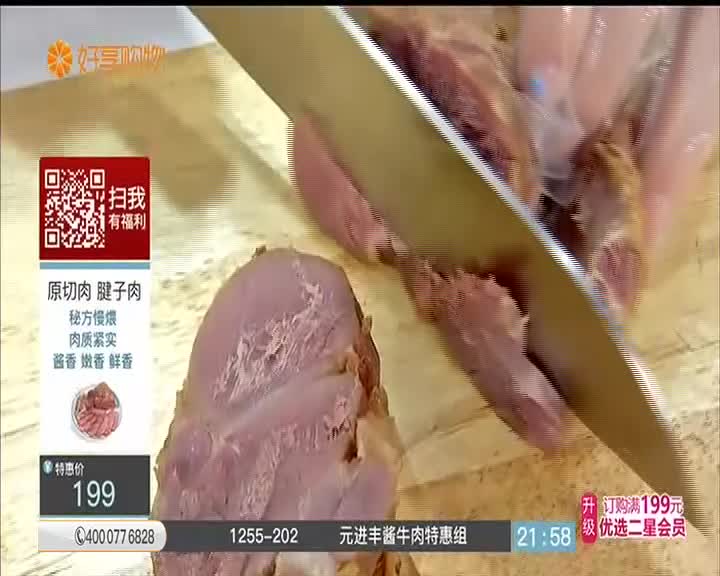 好享购物
扫我
有福利
原切肉 腱子肉
秘方慢煨
肉质紧实
酱香 嫩香 鲜香
¥ 特惠价
199
4000776828
1255-202
元进丰酱牛肉特惠组
21:58
升级
订购满199元
优选二星会员